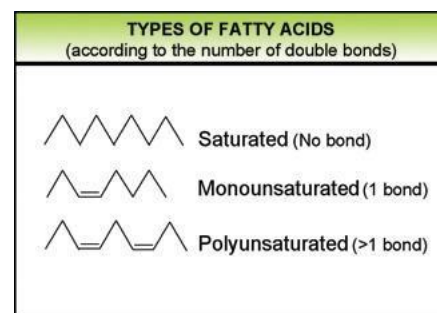 TYPES OF FATTY ACIDS
(according to the number of double bonds)
Saturated (No bond)
Monounsaturated (1 bond)
Polyunsaturated (>1 bond)